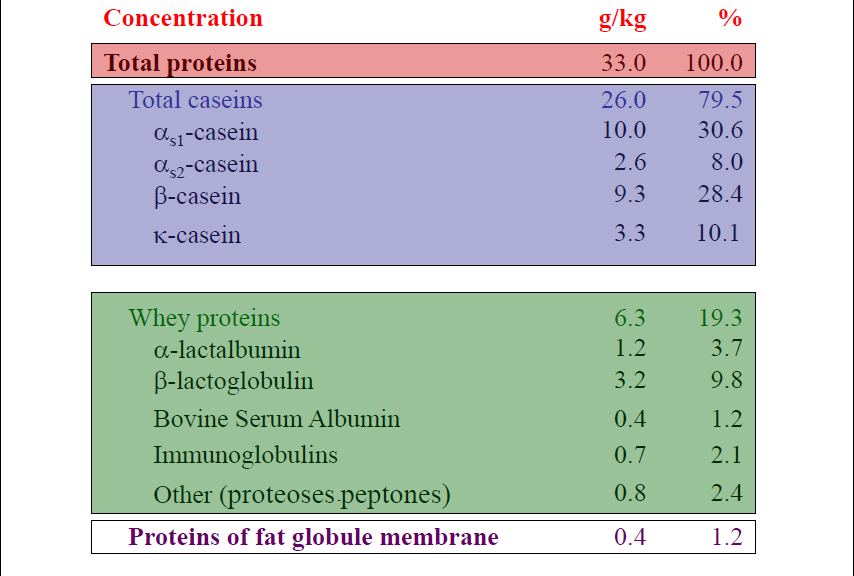 Concentration g/kg %
Total proteins 33.0 100.0
Total caseins 26.0 79.5
αs1-casein 10.0 30.6
αs2-casein 2.6 8.0
β-casein 9.3 28.4
κ-casein 3.3 10.1
Whey proteins 6.3 19.3
α-lactalbumin 1.2 3.7
β-lactoglobulin 3.2 9.8
Bovine Serum Albumin 0.4 1.2
Immunoglobulins 0.7 2.1
Other (proteoses-peptones) 0.8 2.4
Proteins of fat globule membrane 0.4 1.2